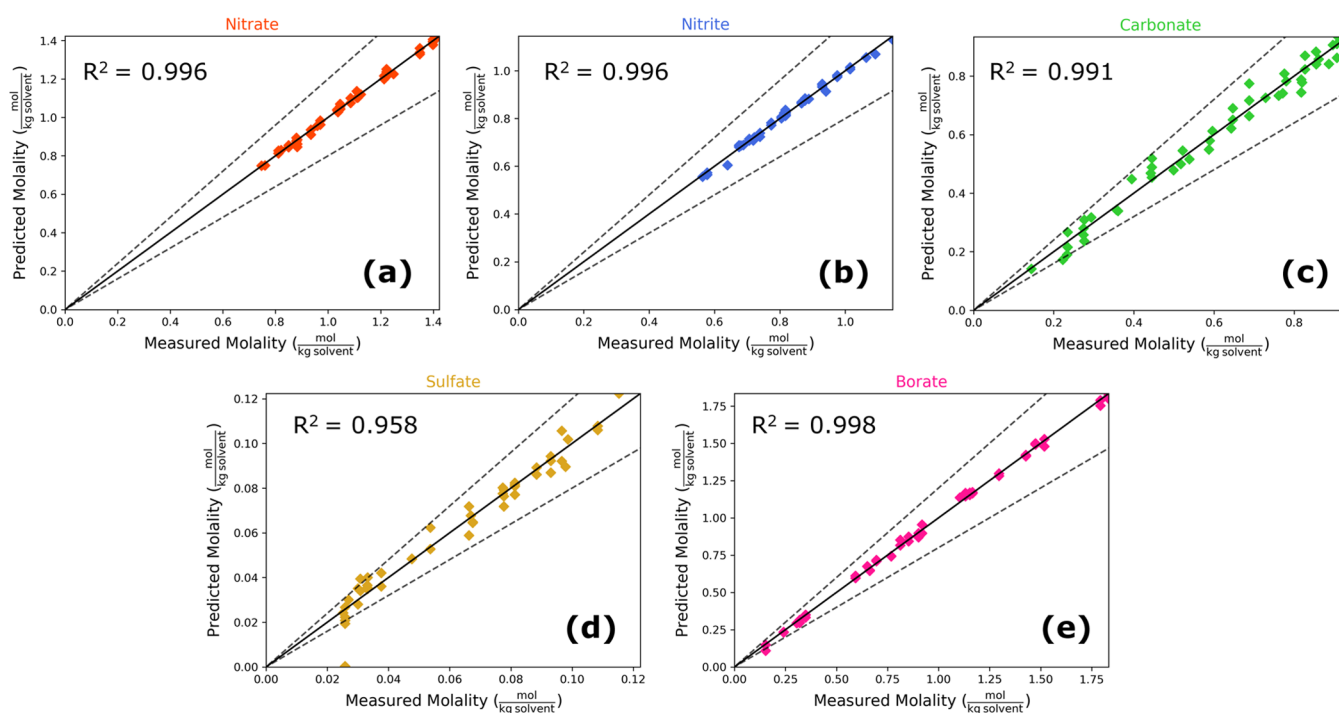 Nitrate
R² = 0.996
Predicted Molality (mol/kg solvent)
1.4
1.2
1.0
0.8
0.6
0.4
0.2
0.0
0.0 0.2 0.4 0.6 0.8 1.0 1.2 1.4
Measured Molality (mol/kg solvent)
(a)
Nitrite
R² = 0.996
Predicted Molality (mol/kg solvent)
1.0
0.8
0.6
0.4
0.2
0.0
0.0 0.2 0.4 0.6 0.8 1.0
Measured Molality (mol/kg solvent)
(b)
Carbonate
R² = 0.991
Predicted Molality (mol/kg solvent)
0.8
0.6
0.4
0.2
0.0
0.0 0.2 0.4 0.6 0.8
Measured Molality (mol/kg solvent)
(c)
Sulfate
R² = 0.958
Predicted Molality (mol/kg solvent)
0.12
0.10
0.08
0.06
0.04
0.02
0.00
0.00 0.02 0.04 0.06 0.08 0.10 0.12
Measured Molality (mol/kg solvent)
(d)
Borate
R² = 0.998
Predicted Molality (mol/kg solvent)
1.75
1.50
1.25
1.00
0.75
0.50
0.25
0.00
0.00 0.25 0.50 0.75 1.00 1.25 1.50 1.75
Measured Molality (mol/kg solvent)
(e)